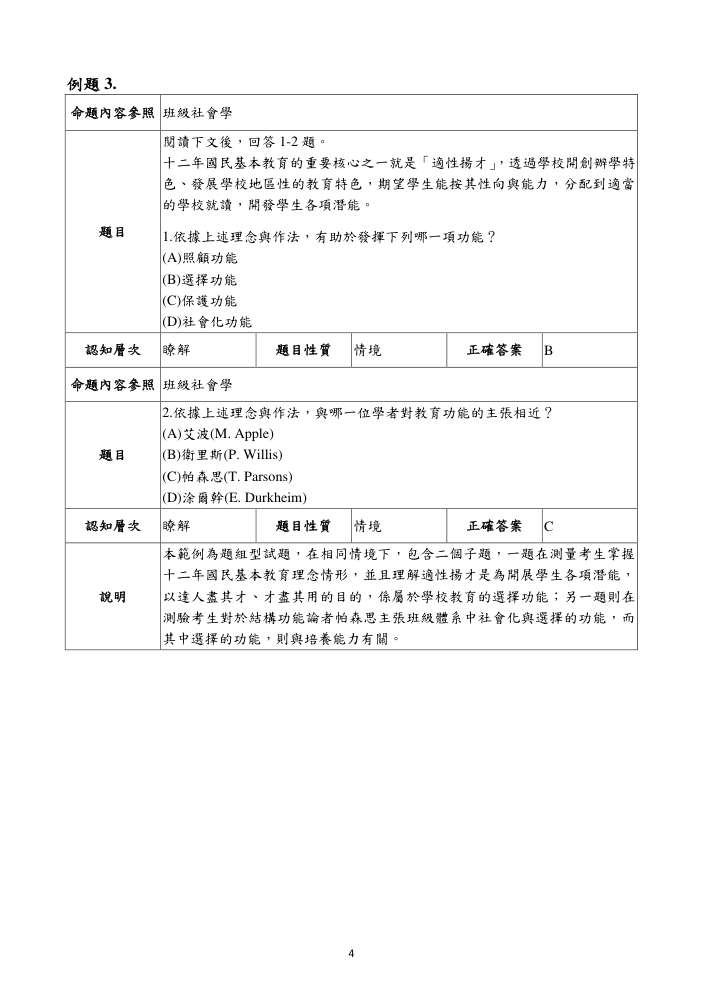 例題 3.
命題內容參照 班級社會學
閱讀下文後，回答 1-2 題。
十二年國民基本教育的重要核心之一就是「適性揚才」，透過學校開創辦學特
色、發展學校地區性的教育特色，期望學生能按其性向與能力，分配到適當
的學校就讀，開發學生各項潛能。
題目
1.依據上述理念與作法，有助於發揮下列哪一項功能？
(A)照顧功能
(B)選擇功能
(C)保護功能
(D)社會化功能
認知層次 瞭解 題目性質 情境 正確答案 B
命題內容參照 班級社會學
2.依據上述理念與作法，與哪一位學者對教育功能的主張相近？
(A)艾波(M. Apple)
題目 (B)衛里斯(P. Willis)
(C)帕森思(T. Parsons)
(D)涂爾幹(E. Durkheim)
認知層次 瞭解 題目性質 情境 正確答案 C
本範例為題組型試題，在相同情境下，包含二個子題，一題在測量考生掌握
十二年國民基本教育理念情形，並且理解適性揚才是為開展學生各項潛能，
說明 以達人盡其才、才盡其用的目的，係屬於學校教育的選擇功能；另一題則在
測驗考生對於結構功能論者帕森思主張班級體系中社會化與選擇的功能，而
其中選擇的功能，則與培養能力有關。
4